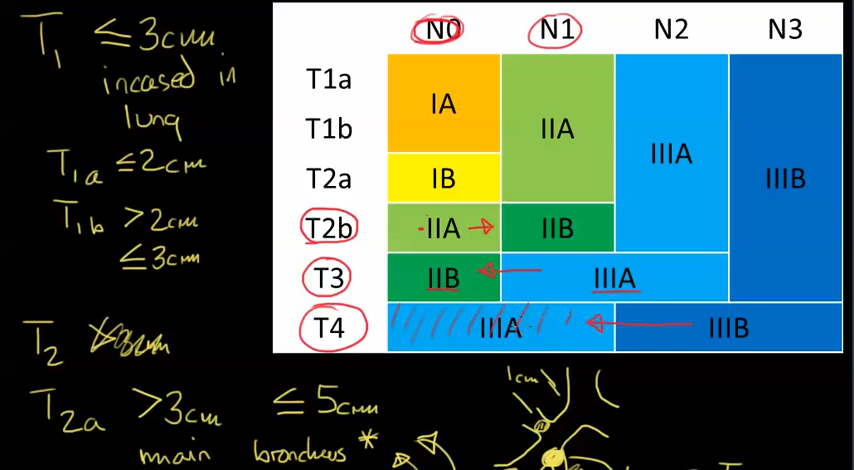 T1 ≤3cm
incased in
lung
T1a ≤2cm
T1b >2cm
≤3cm
T2
T2a >3cm ≤5cm
main bronchus *
N0 N1 N2 N3
T1a
T1b
T2a
T2b
T3
T4
IA IIA IIIA IIIB
IB
IIA IIB
IIB IIIA
IIIA IIIB
1cm